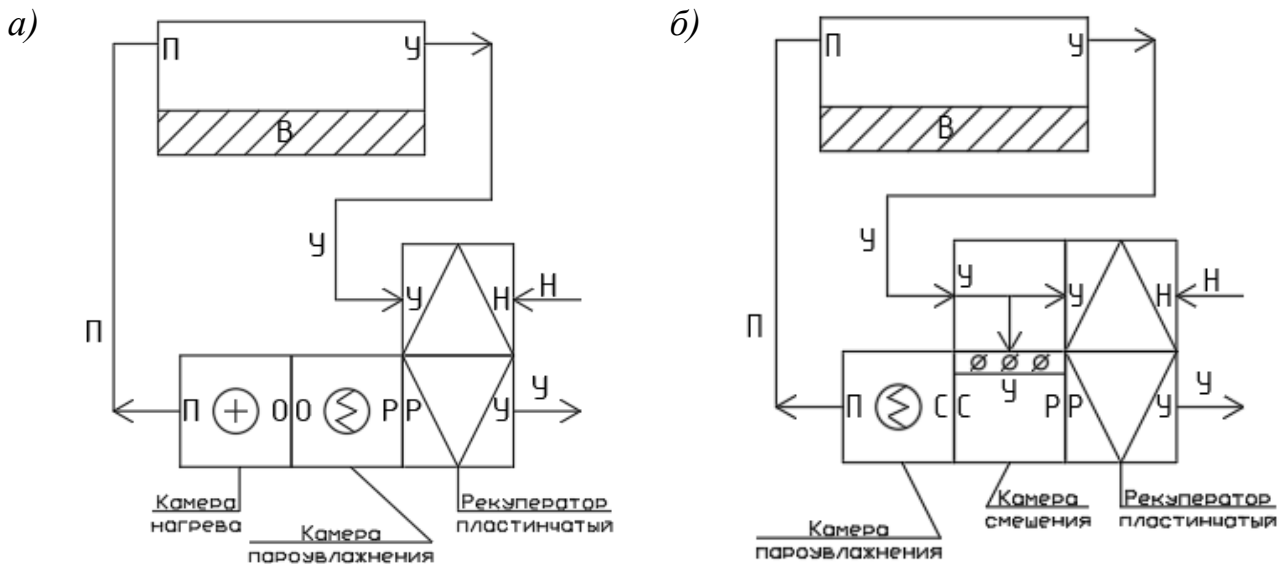 а)
П У
В
У
У Н Н
П
П О О Р Р У У
Камера
нагрева
Камера
пароувлажнения
Рекуператор
пластинчатый
б)
П У
В
У
У У Н Н
П
У
П С С Р Р У У
Камера
пароувлажнения
Камера
смешения
Рекуператор
пластинчатый